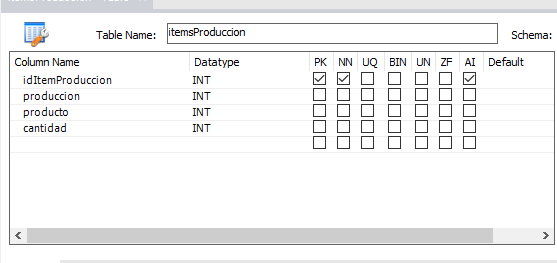 Table Name: itemsProduccion Schema:
Column Name Datatype PK NN UQ BIN UN ZF AI Default
idItemProduccion INT
produccion INT
producto INT
cantidad INT